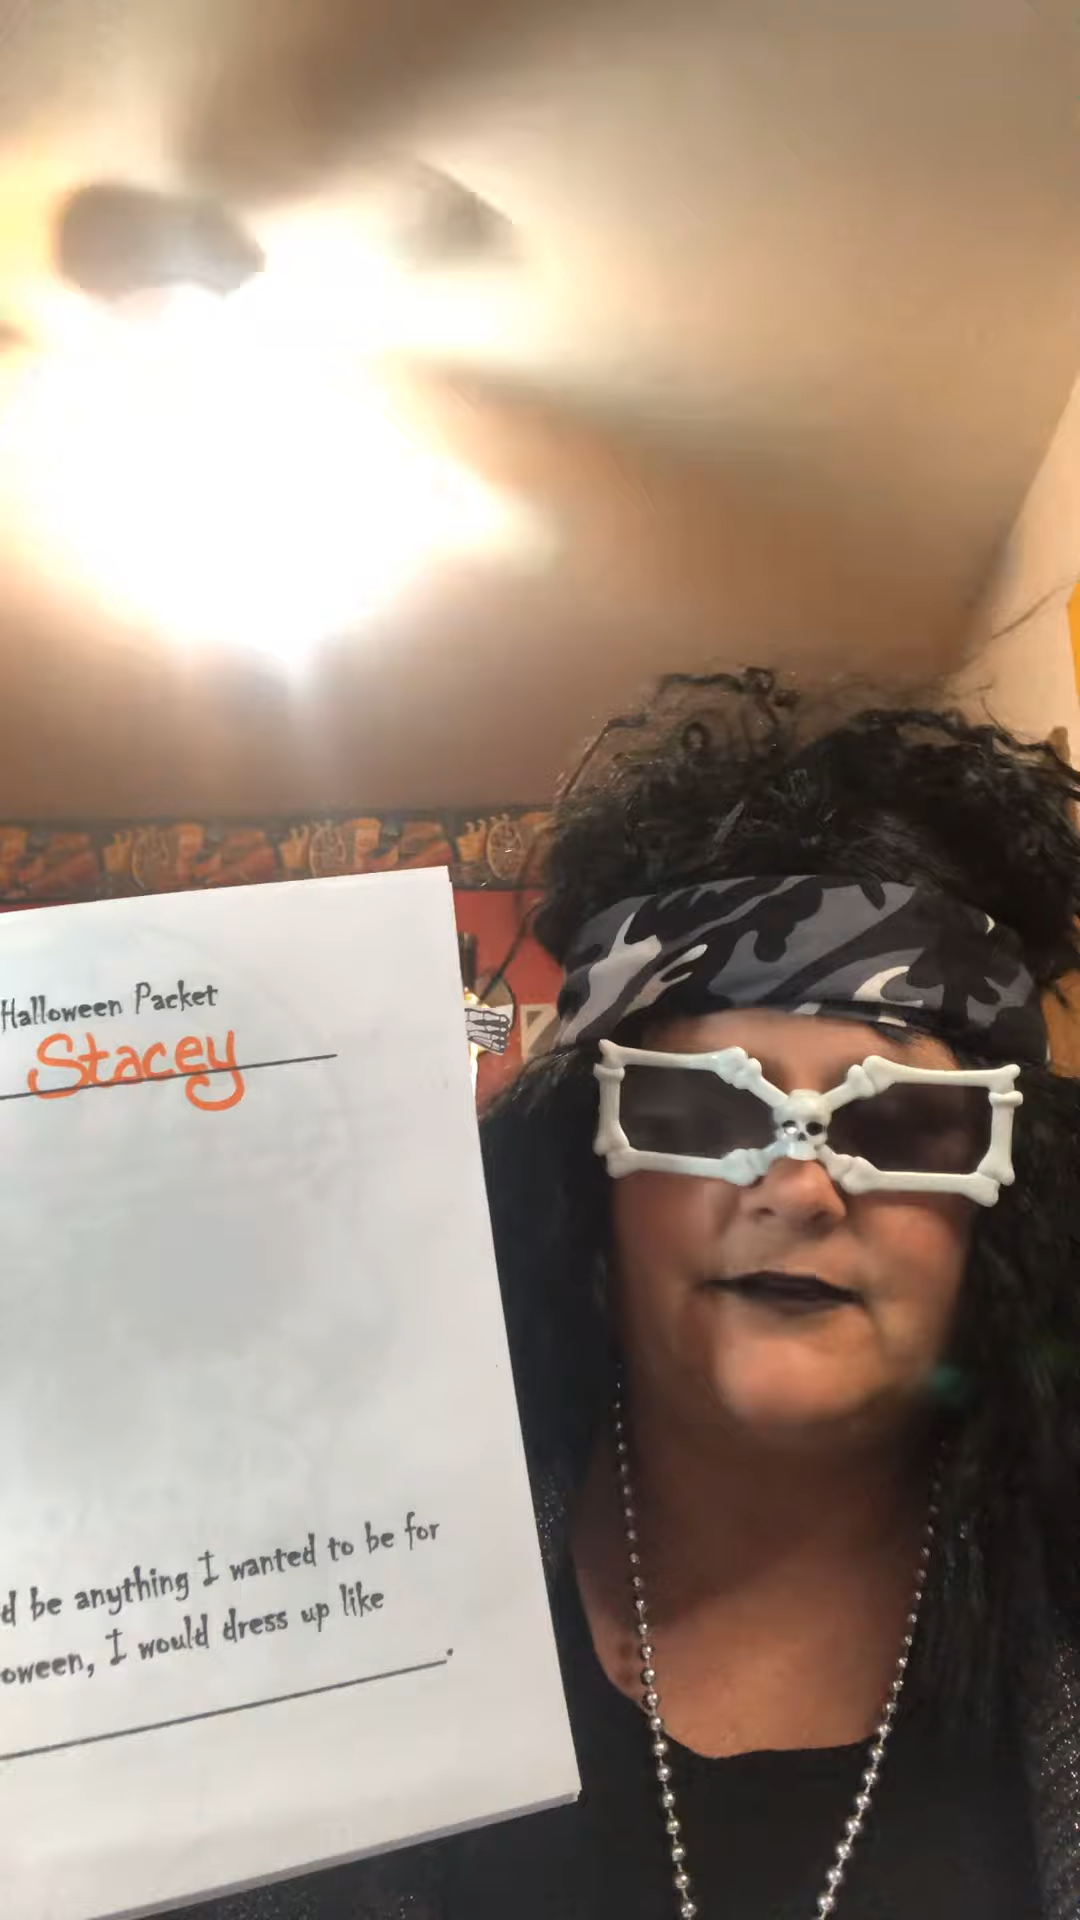 Halloween Packet
Stacey
d be anything I wanted to be for
oween, I would dress up like
.